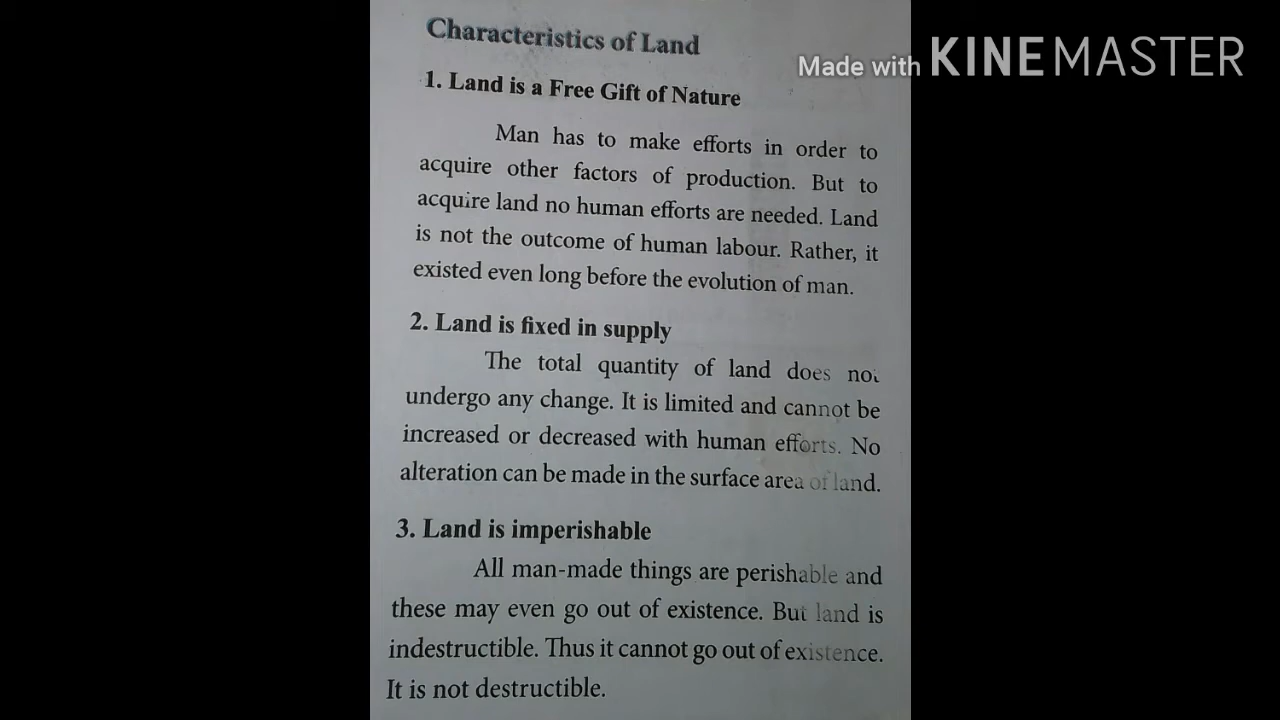 Characteristics of Land
Made with KINEMASTER
1. Land is a Free Gift of Nature
Man has to make efforts in order to
acquire other factors of production. But to
acquire land no human efforts are needed. Land
is not the outcome of human labour. Rather, it
existed even long before the evolution of man.
2. Land is fixed in supply
The total quantity of land does not
undergo any change. It is limited and cannot be
increased or decreased with human efforts. No
alteration can be made in the surface area of land.
3. Land is imperishable
All man-made things are perishable and
these may even go out of existence. But land is
indestructible. Thus it cannot go out of existence.
It is not destructible.